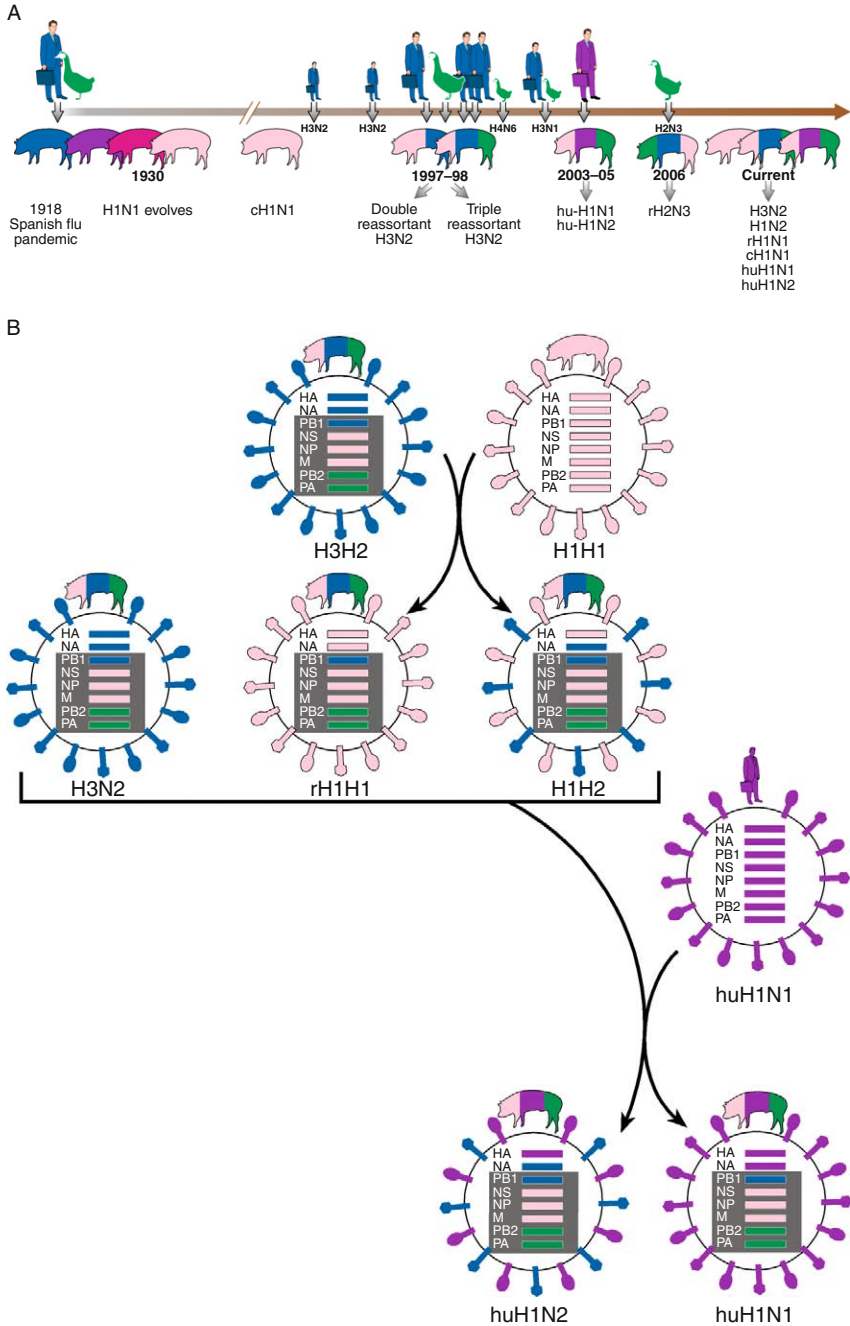 A
H3N2
H3N2
H4N6
H3N1
H2N3
1930
1997–98
2003–05
2006
Current
1918
Spanish flu
pandemic
H1N1 evolves
cH1N1
Double
reassortant
H3N2
Triple
reassortant
H3N2
hu-H1N1
hu-H1N2
rH2N3
H3N2
H1N2
rH1N1
cH1N1
huH1N1
huH1N2
B
HA
NA
PB1
NS
NP
M
PB2
PA
H3H2
HA
NA
PB1
NS
NP
M
PB2
PA
H1H1
HA
NA
PB1
NS
NP
M
PB2
PA
H3N2
HA
NA
PB1
NS
NP
M
PB2
PA
rH1H1
HA
NA
PB1
NS
NP
M
PB2
PA
H1H2
HA
NA
PB1
NS
NP
M
PB2
PA
huH1N1
HA
NA
PB1
NS
NP
M
PB2
PA
huH1N2
HA
NA
PB1
NS
NP
M
PB2
PA
huH1N1